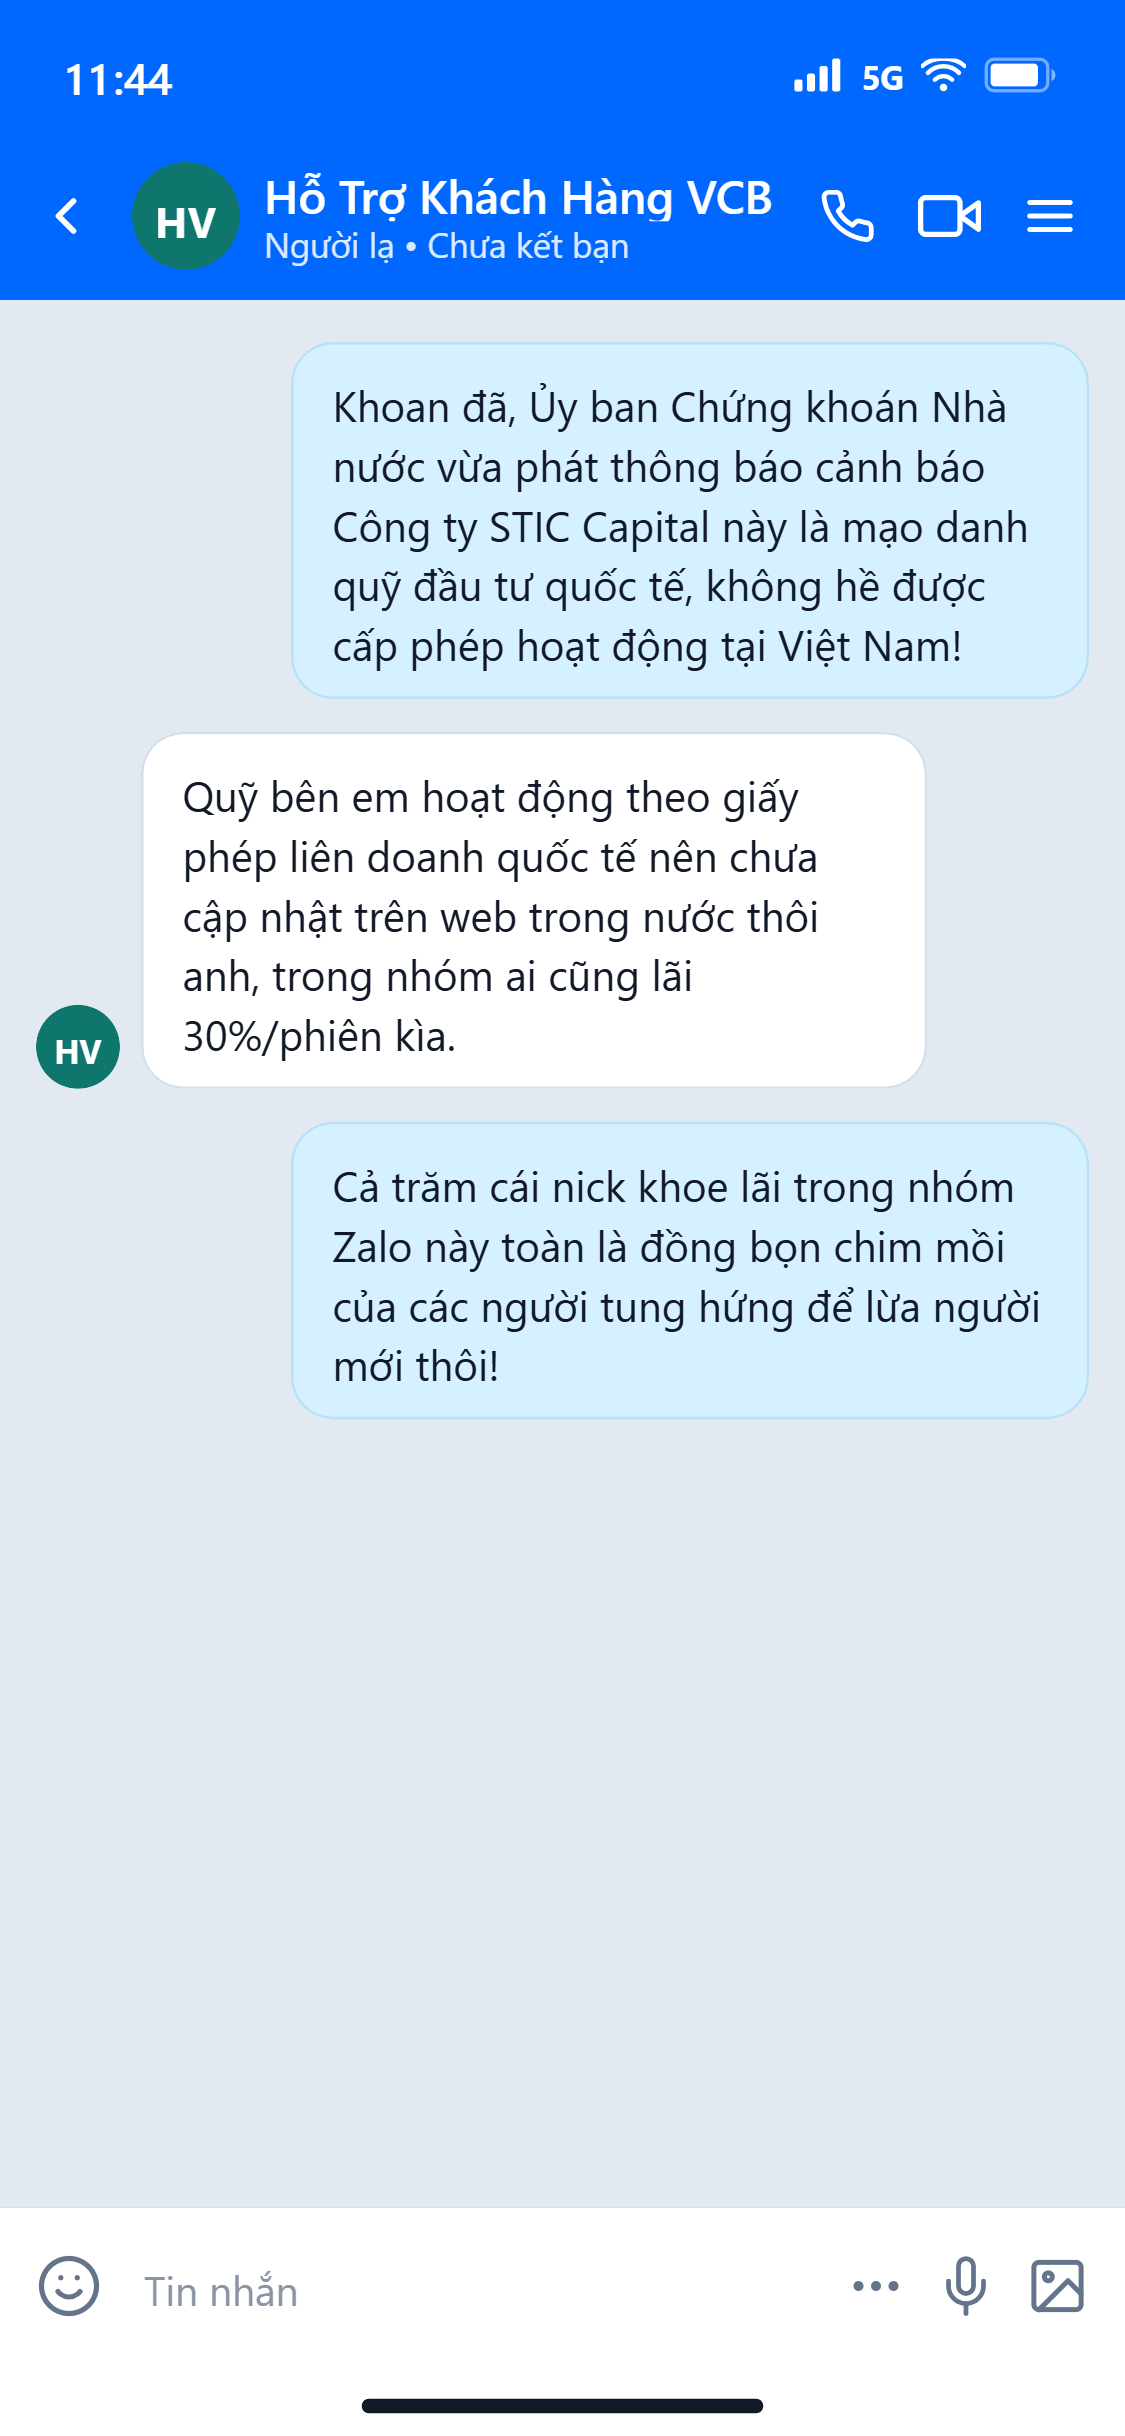 11:44
5G
HV
Hỗ Trợ Khách Hàng VCB
Người lạ • Chưa kết bạn
Khoan đã, Ủy ban Chứng khoán Nhà
nước vừa phát thông báo cảnh báo
Công ty STIC Capital này là mạo danh
quỹ đầu tư quốc tế, không hề được
cấp phép hoạt động tại Việt Nam!
Quỹ bên em hoạt động theo giấy
phép liên doanh quốc tế nên chưa
cập nhật trên web trong nước thôi
anh, trong nhóm ai cũng lãi
30%/phiên kìa.
HV
Cả trăm cái nick khoe lãi trong nhóm
Zalo này toàn là đồng bọn chim mồi
của các người tung hứng để lừa người
mới thôi!
Tin nhắn